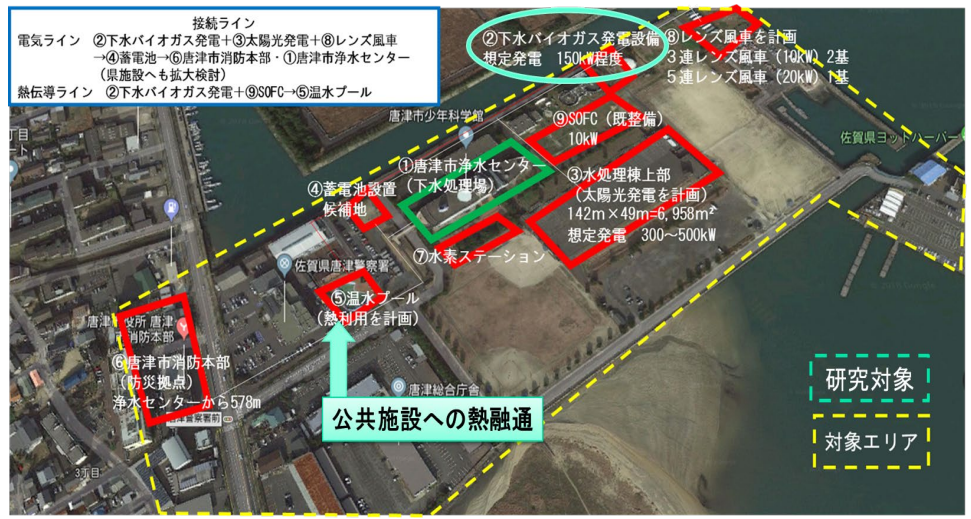 接続ライン
電気ライン ②下水バイオガス発電+③太陽光発電+⑧レンズ風車
→④蓄電池→⑥唐津市消防本部・①唐津市浄水センター
(県施設へも拡大検討)
熱伝導ライン ②下水バイオガス発電+⑨SOFC→⑤温水プール
②下水バイオガス発電設備
想定発電 150kW程度
⑧レンズ風車を計画
3連レンズ風車(10kW)2基
5連レンズ風車(20kW)1基
唐津市少年科学館
⑨SOFC(既整備)
10kW
佐賀県ヨットハーバー
①唐津市浄水センター
(下水処理場)
③水処理棟上部
(太陽光発電を計画)
142m×49m=6,958㎡
想定発電 300~500kW
④蓄電池設置
候補地
⑦水素ステーション
佐賀県唐津警察署
⑤温水プール
(熱利用を計画)
唐津市役所 唐津
市消防本部
⑥唐津市消防本部
(防災拠点)
浄水センターから578m
唐津警察署前
唐津総合庁舎
公共施設への熱融通
研究対象
対象エリア
3丁目
丁目
ート